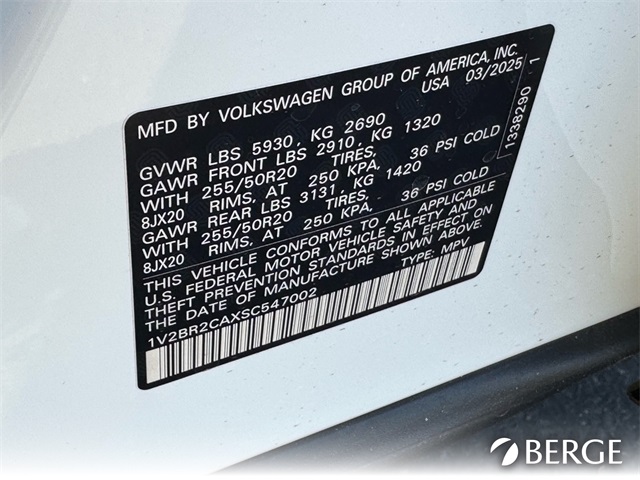 MFD BY VOLKSWAGEN GROUP OF AMERICA, INC.
USA 03/2025
GVWR LBS 5930, KG 2690
GAWR FRONT LBS 2910, KG 1320
WITH 255/50R20 TIRES,
8JX20 RIMS, AT 250 KPA, 36 PSI COLD
GAWR REAR LBS 3131, KG 1420
WITH 255/50R20 TIRES,
8JX20 RIMS, AT 250 KPA, 36 PSI COLD
THIS VEHICLE CONFORMS TO ALL APPLICABLE
U.S. FEDERAL MOTOR VEHICLE SAFETY AND
THEFT PREVENTION STANDARDS IN EFFECT ON
THE DATE OF MANUFACTURE SHOWN ABOVE.
1V2BR2CAXSC547002 TYPE: MPV
1338290 1
BERGE